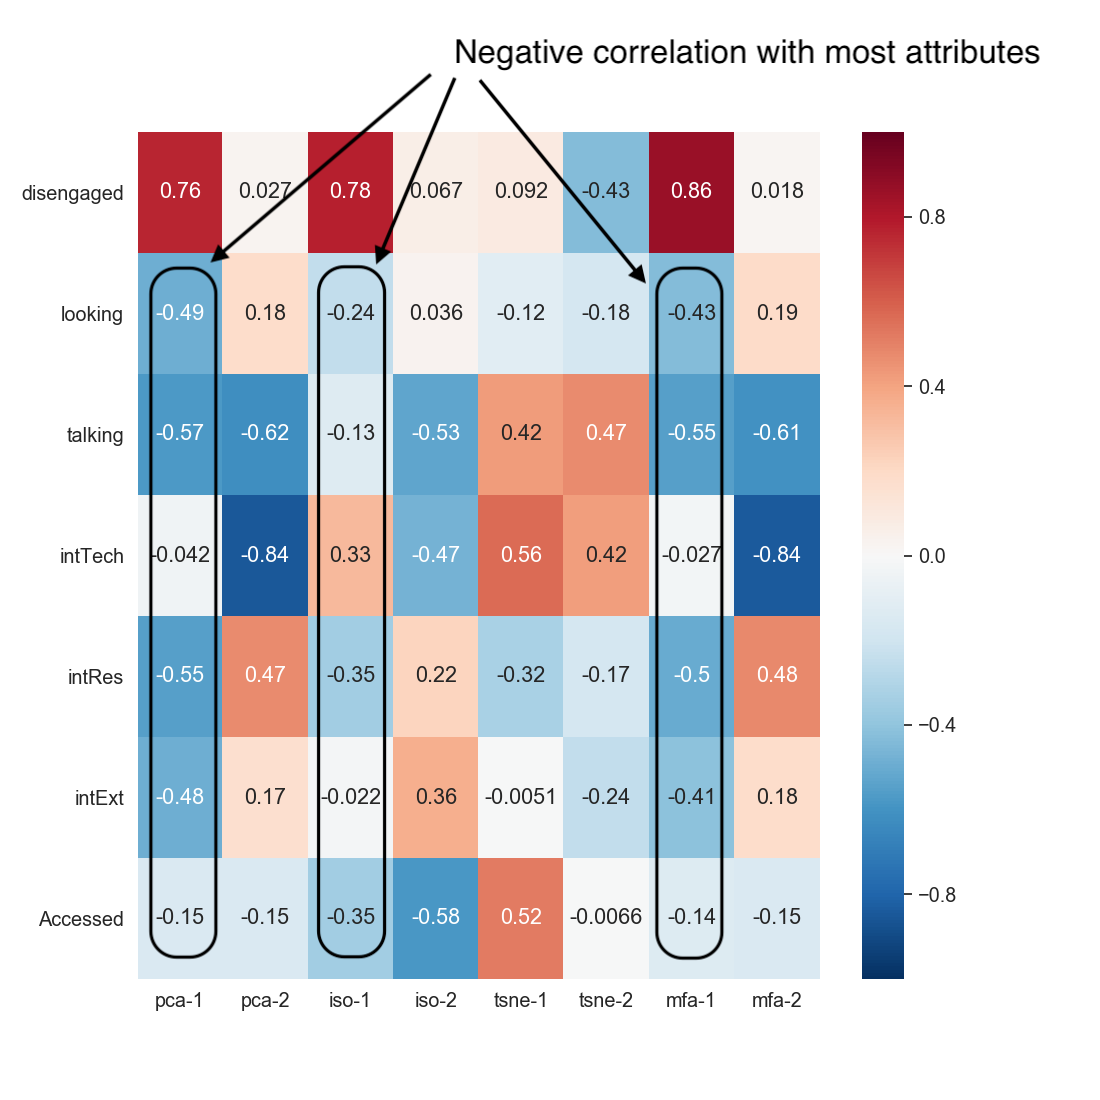 Negative correlation with most attributes
disengaged 0.76 0.027 0.78 0.067 0.092 -0.43 0.86 0.018
looking -0.49 0.18 -0.24 0.036 -0.12 -0.18 -0.43 0.19
talking -0.57 -0.62 -0.13 -0.53 0.42 0.47 -0.55 -0.61
intTech -0.042 -0.84 0.33 -0.47 0.56 0.42 -0.027 -0.84
intRes -0.55 0.47 -0.35 0.22 -0.32 -0.17 -0.5 0.48
intExt -0.48 0.17 -0.022 0.36 -0.0051 -0.24 -0.41 0.18
Accessed -0.15 -0.15 -0.35 -0.58 0.52 -0.0066 -0.14 -0.15
pca-1 pca-2 iso-1 iso-2 tsne-1 tsne-2 mfa-1 mfa-2
0.8
0.4
0.0
−0.4
−0.8